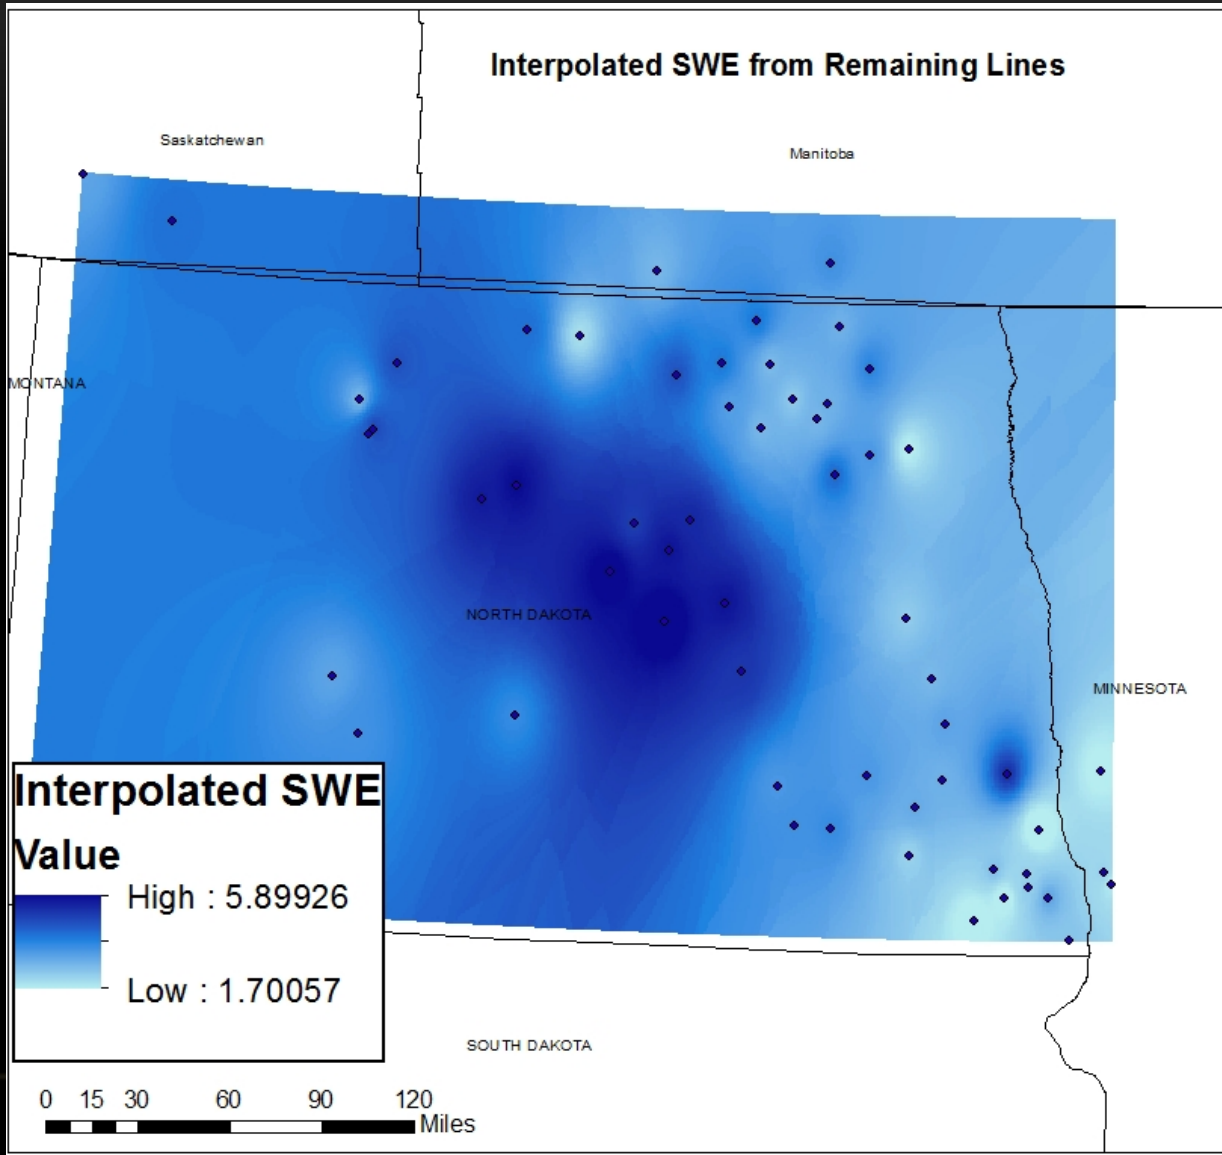 Interpolated SWE from Remaining Lines
Saskatchewan
Manitoba
MONTANA
NORTH DAKOTA
MINNESOTA
Interpolated SWE
Value
High : 5.89926
Low : 1.70057
SOUTH DAKOTA
0 15 30 60 90 120
Miles